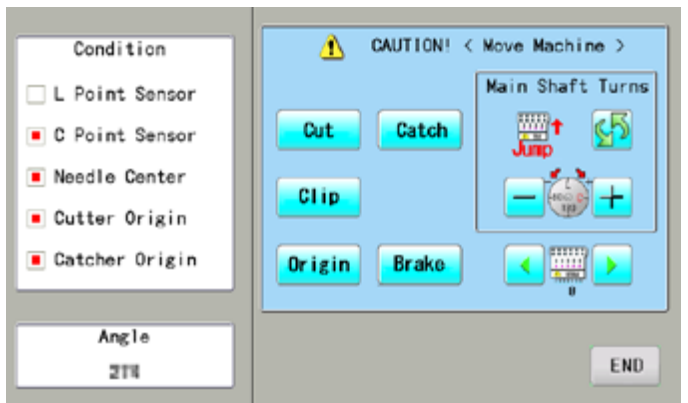 Condition
L Point Sensor
C Point Sensor
Needle Center
Cutter Origin
Catcher Origin
Angle
CAUTION! < Move Machine >
Main Shaft Turns
Cut
Catch
Jump
Clip
Origin
Brake
END